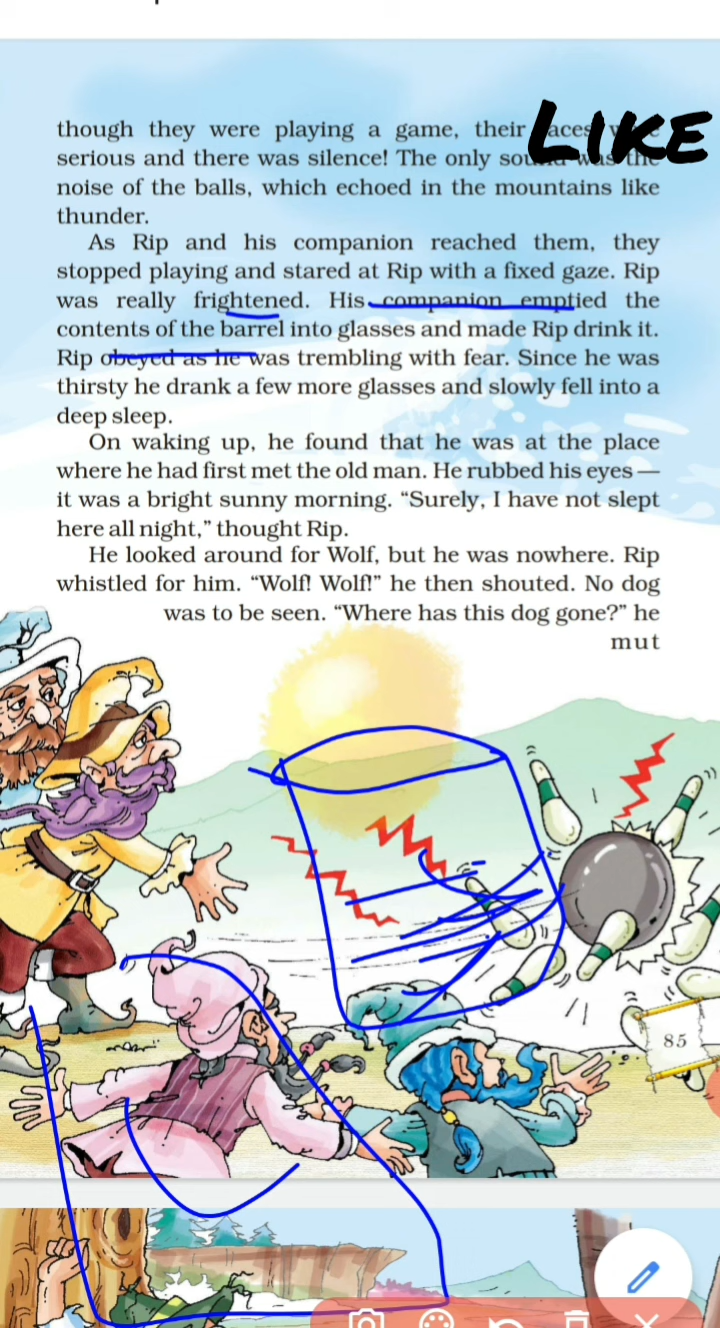 though they were playing a game, their
LIKE
serious and there was silence! The only was the
noise of the balls, which echoed in the mountains like
thunder.
As Rip and his companion reached them, they
stopped playing and stared at Rip with a fixed gaze. Rip
was really frightened. His companion emptied the
contents of the barrel into glasses and made Rip drink it.
Rip obeyed as he was trembling with fear. Since he was
thirsty he drank a few more glasses and slowly fell into a
deep sleep.
On waking up, he found that he was at the place
where he had first met the old man. He rubbed his eyes—
it was a bright sunny morning. “Surely, I have not slept
here all night,” thought Rip.
He looked around for Wolf, but he was nowhere. Rip
whistled for him. “Wolf! Wolf!” he then shouted. No dog
was to be seen. “Where has this dog gone?” he
mut
85